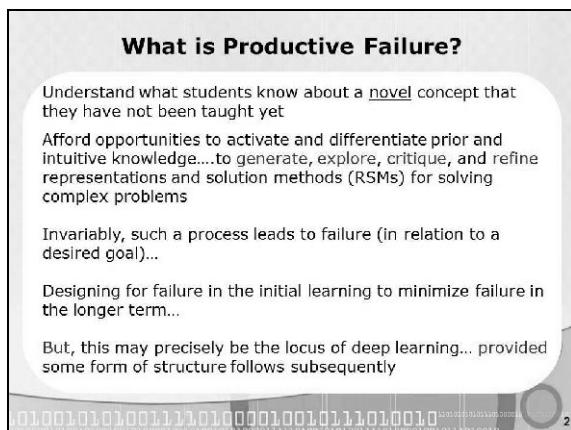 What is Productive Failure?
Understand what students know about a novel concept that
they have not been taught yet
Afford opportunities to activate and differentiate prior and
intuitive knowledge....to generate, explore, critique, and refine
representations and solution methods (RSMs) for solving
complex problems
Invariably, such a process leads to failure (in relation to a
desired goal)...
Designing for failure in the initial learning to minimize failure in
the longer term...
But, this may precisely be the locus of deep learning... provided
some form of structure follows subsequently
2